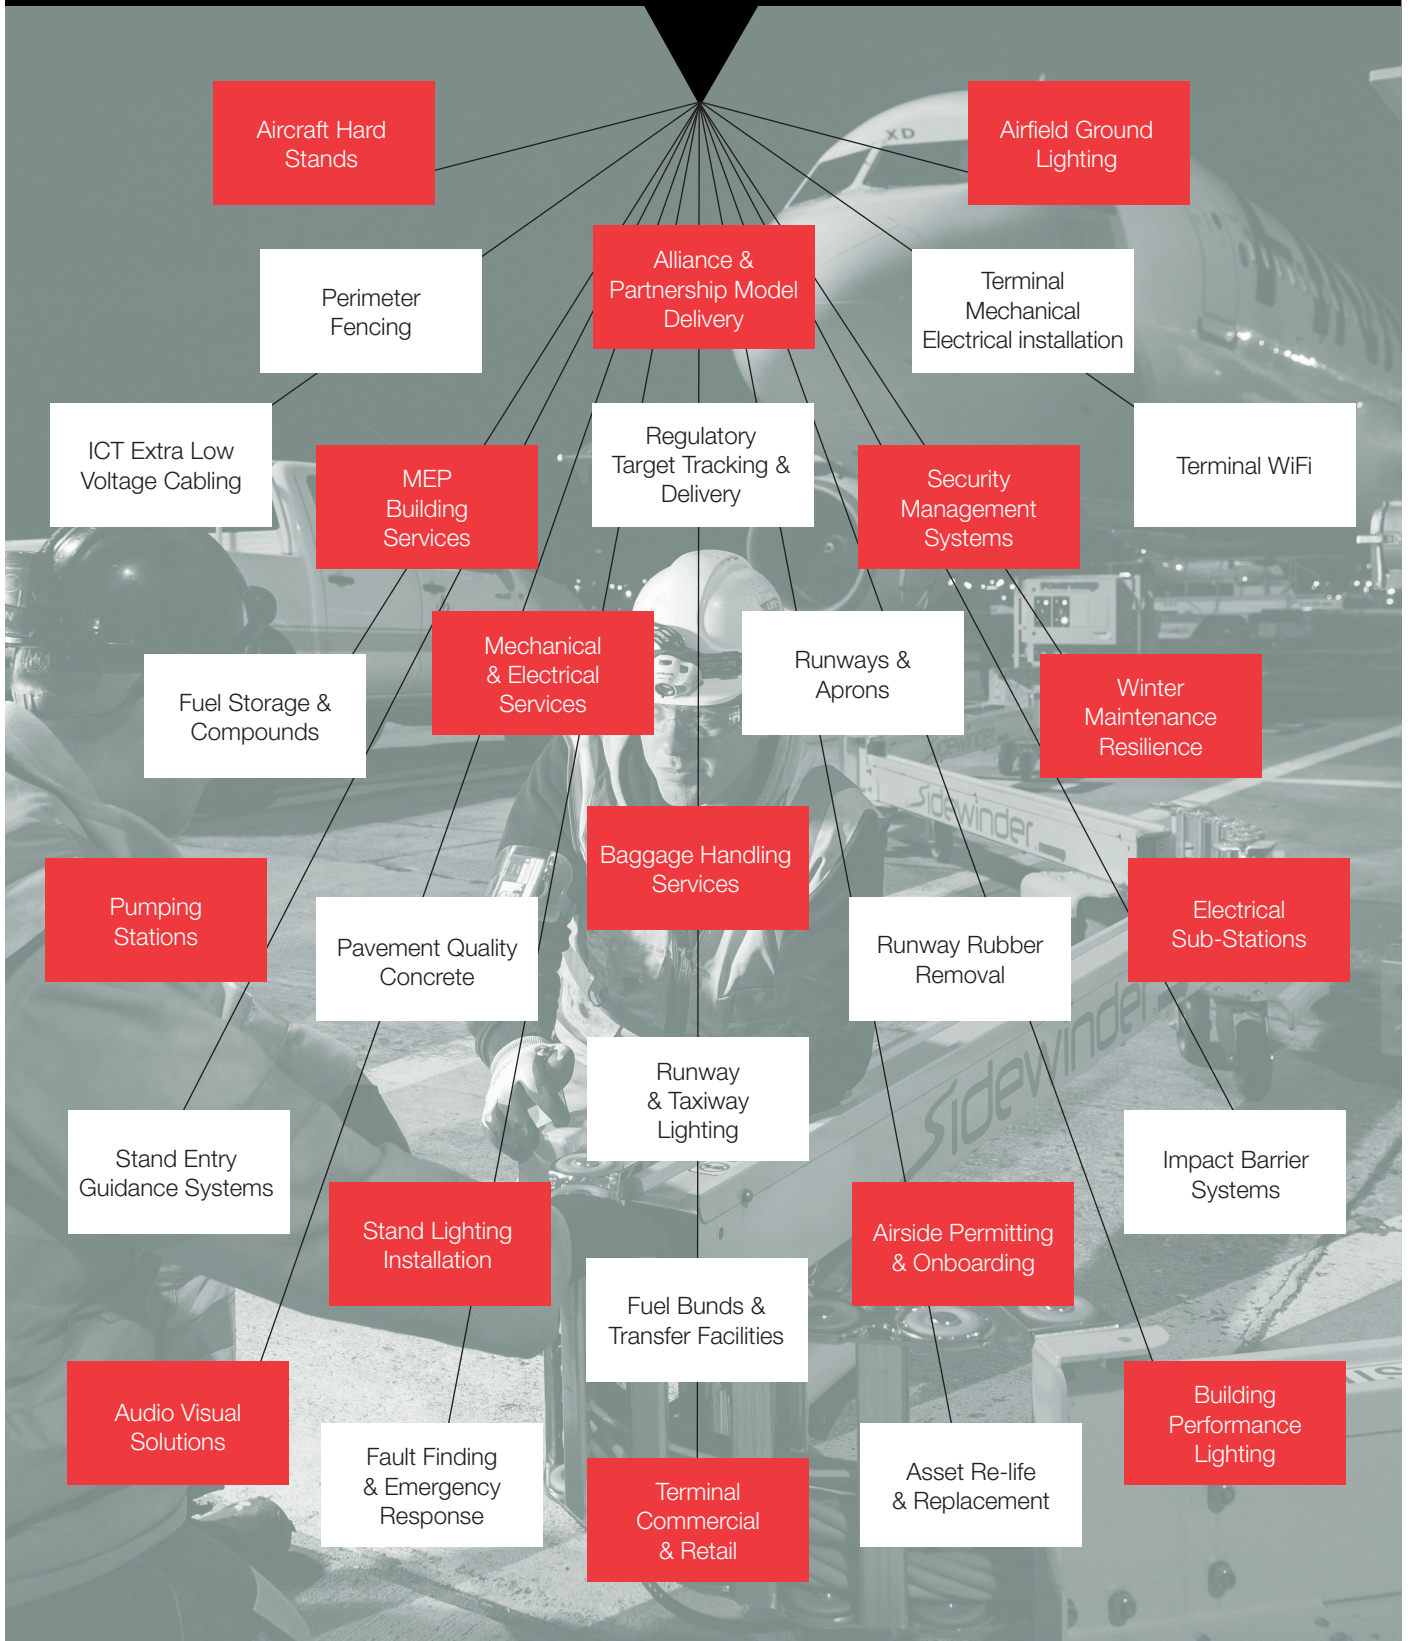 XD
Aircraft Hard
Stands
Airfield Ground
Lighting
Alliance &
Partnership Model
Delivery
Perimeter
Fencing
Terminal
Mechanical
Electrical installation
ICT Extra Low
Voltage Cabling
MEP
Building
Services
Regulatory
Target Tracking &
Delivery
Security
Management
Systems
Terminal WiFi
Fuel Storage &
Compounds
Mechanical
& Electrical
Services
Runways &
Aprons
Winter
Maintenance
Resilience
Sidewinder
Pumping
Stations
Pavement Quality
Concrete
Baggage Handling
Services
Runway Rubber
Removal
Electrical
Sub-Stations
Sidewinder
Stand Entry
Guidance Systems
Runway
& Taxiway
Lighting
Impact Barrier
Systems
Stand Lighting
Installation
Airside Permitting
& Onboarding
Fuel Bunds &
Transfer Facilities
Audio Visual
Solutions
Fault Finding
& Emergency
Response
Terminal
Commercial
& Retail
Asset Re-life
& Replacement
Building
Performance
Lighting